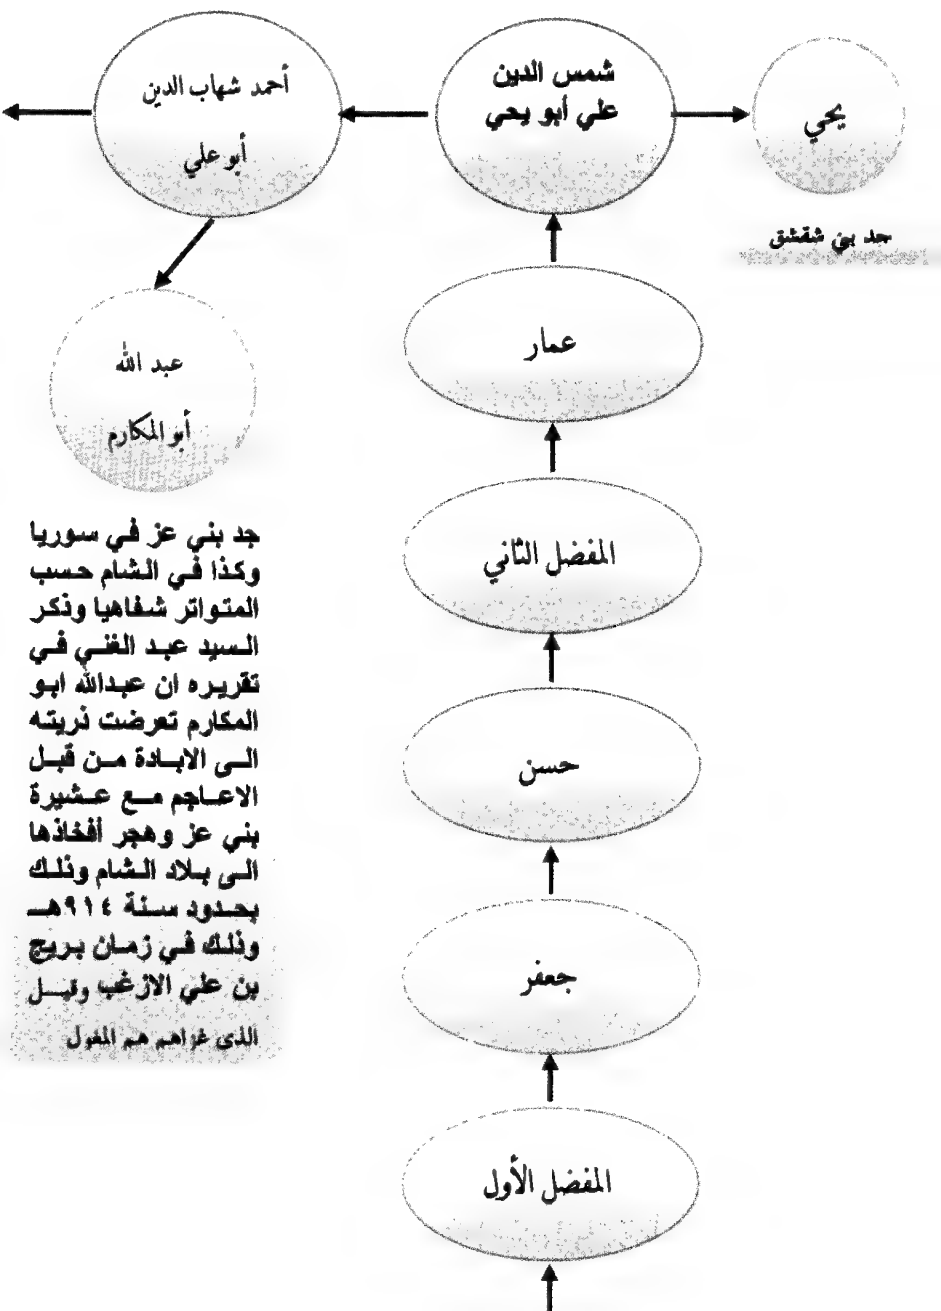 يحي
جد بني شقشق
شمس الدين
علي أبو يحي
أحمد شهاب الدين
أبو علي
عبد الله
أبو المكارم
عمار
المفضل الثاني
حسن
جعفر
المفضل الأول
جد بني عز في سوريا
وكذا في الشام حسب
المتواتر شفاهيا وذكر
السيد عبد الغني في
تقريره ان عبدالله ابو
المكارم تعرضت ذريته
الى الابادة من قبل
الاعاجم مع عشيرة
بني عز وهجر أفخاذها
الى بلاد الشام وذلك
بحدود سنة ٩١٤هـ
وذلك في زمان بريج
بن علي الازغب وقيل
الذي غزاهم هم المغول